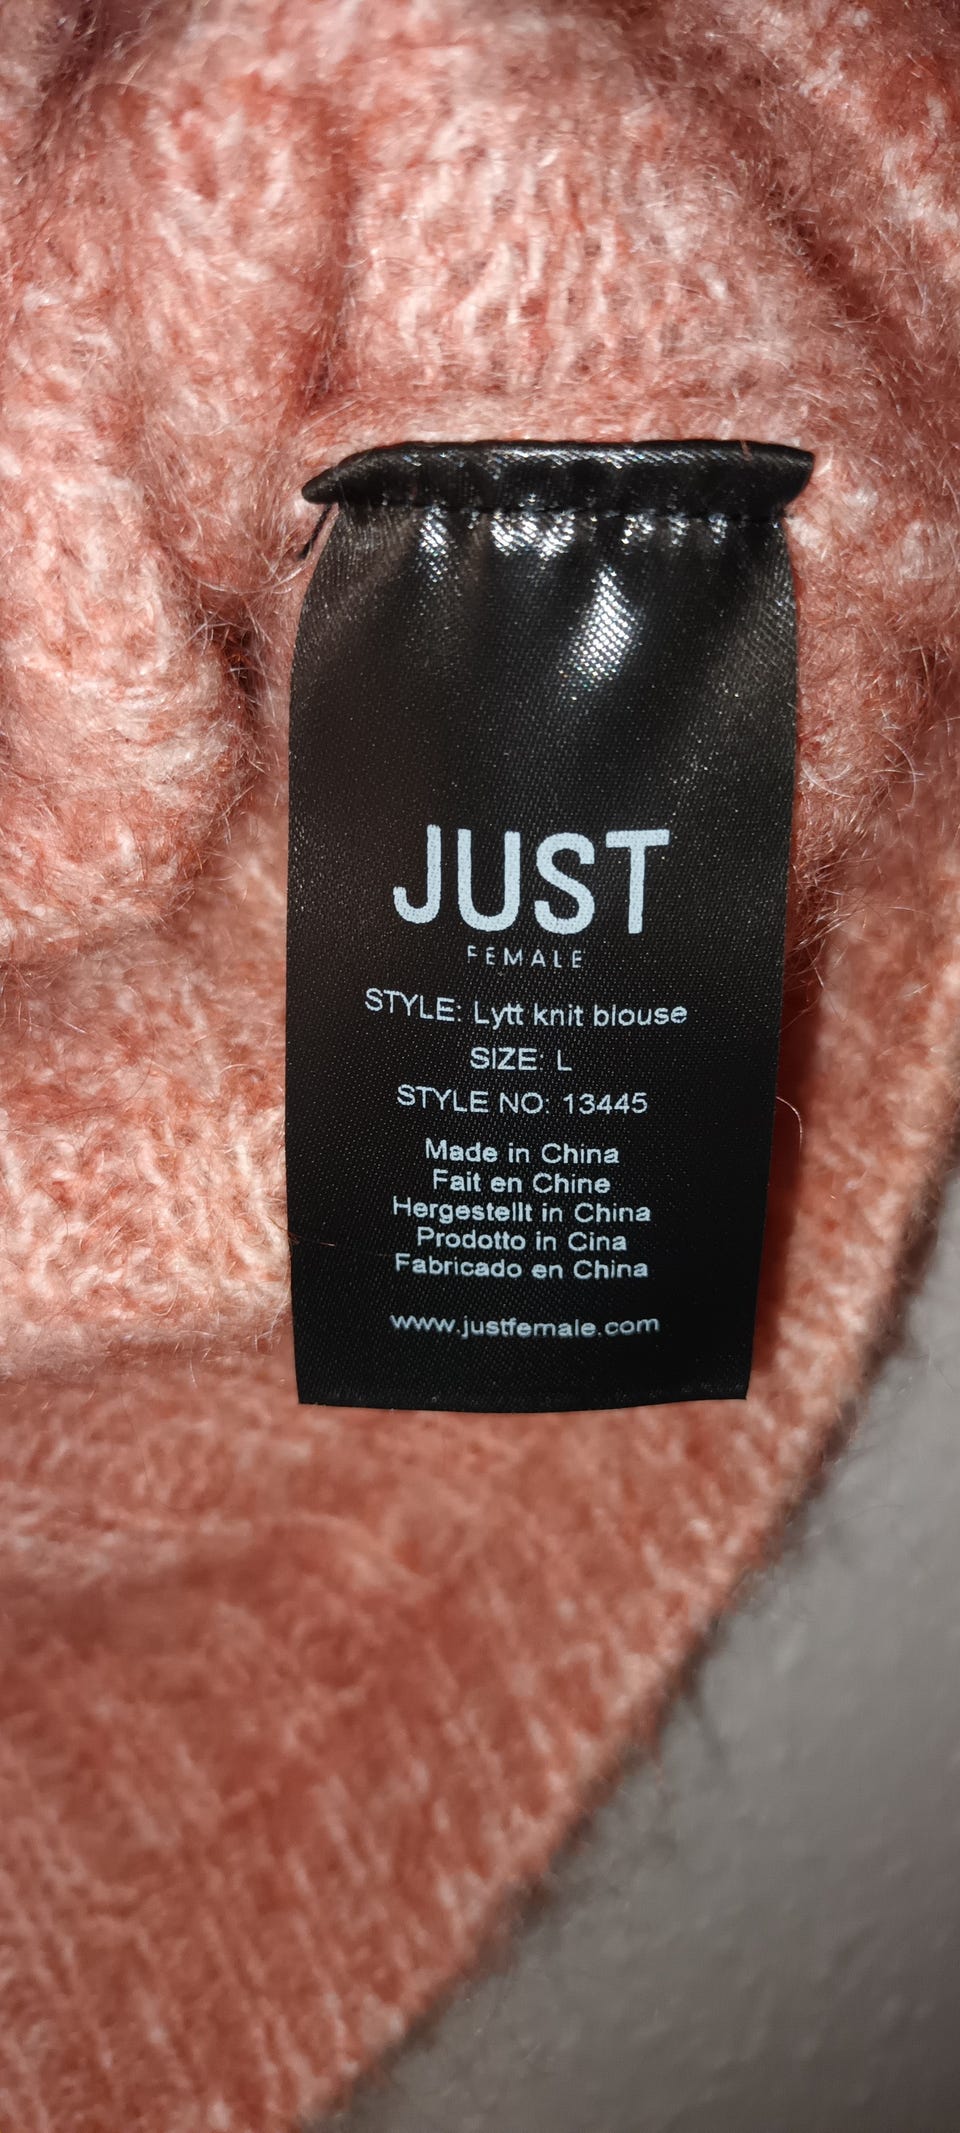 JUST
FEMALE
STYLE: Lytt knit blouse
SIZE: L
STYLE NO: 13445
Made in China
Fait en Chine
Hergestellt in China
Prodotto in Cina
Fabricado en China
www.justfemale.com